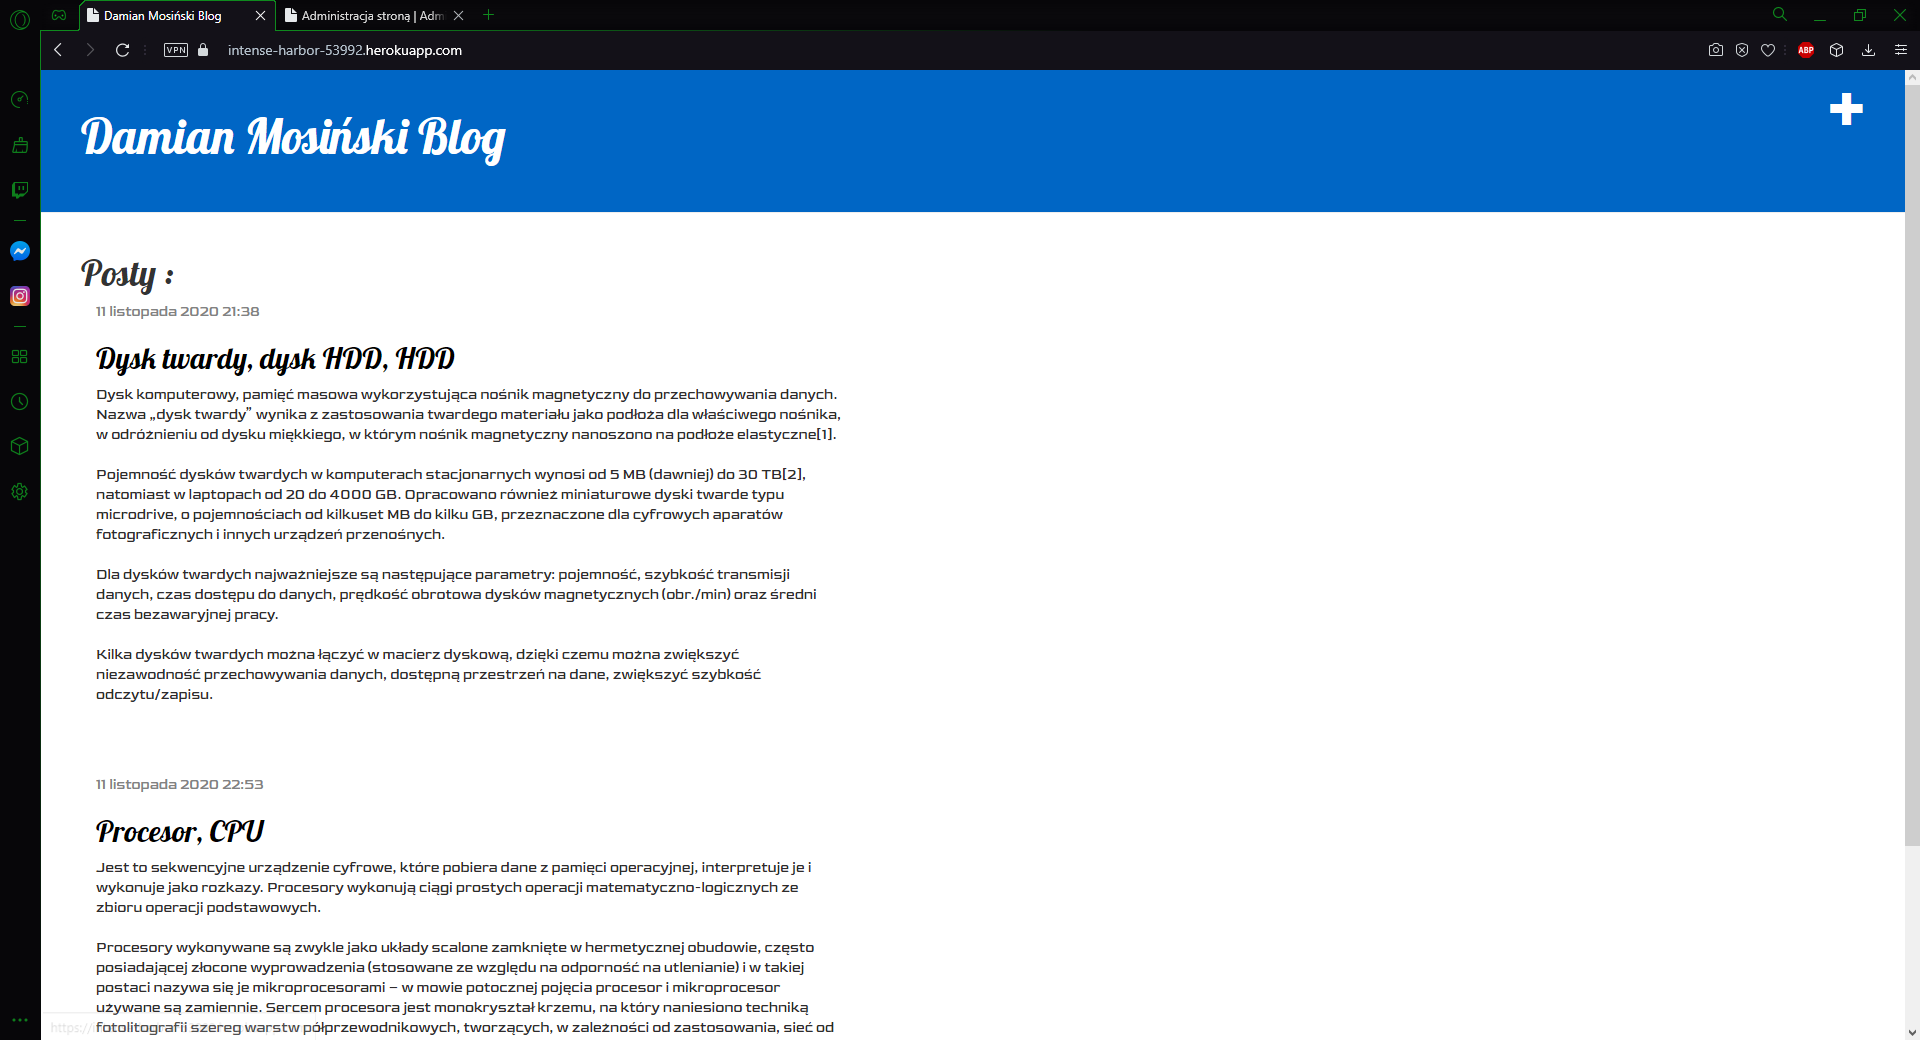 Damian Mosiński Blog
Administracja stroną | Adm
VPN
intense-harbor-53992.herokuapp.com
ABP
Damian Mosiński Blog
Posty :
11 listopada 2020 21:38
Dysk twardy, dysk HDD, HDD
Dysk komputerowy, pamięć masowa wykorzystująca nośnik magnetyczny do przechowywania danych.
Nazwa „dysk twardy” wynika z zastosowania twardego materiału jako podłoża dla właściwego nośnika,
w odróżnieniu od dysku miękkiego, w którym nośnik magnetyczny nanoszono na podłoże elastyczne[1].
Pojemność dysków twardych w komputerach stacjonarnych wynosi od 5 MB (dawniej) do 30 TB[2],
natomiast w laptopach od 20 do 4000 GB. Opracowano również miniaturowe dyski twarde typu
microdrive, o pojemnościach od kilkuset MB do kilku GB, przeznaczone dla cyfrowych aparatów
fotograficznych i innych urządzeń przenośnych.
Dla dysków twardych najważniejsze są następujące parametry: pojemność, szybkość transmisji
danych, czas dostępu do danych, prędkość obrotowa dysków magnetycznych (obr./min) oraz średni
czas bezawaryjnej pracy.
Kilka dysków twardych można łączyć w macierz dyskową, dzięki czemu można zwiększyć
niezawodność przechowywania danych, dostępną przestrzeń na dane, zwiększyć szybkość
odczytu/zapisu.
11 listopada 2020 22:53
Procesor, CPU
Jest to sekwencyjne urządzenie cyfrowe, które pobiera dane z pamięci operacyjnej, interpretuje je i
wykonuje jako rozkazy. Procesory wykonują ciągi prostych operacji matematyczno-logicznych ze
zbioru operacji podstawowych.
Procesory wykonywane są zwykle jako układy scalone zamknięte w hermetycznej obudowie, często
posiadającej złocone wyprowadzenia (stosowane ze względu na odporność na utlenianie) i w takiej
postaci nazywa się je mikroprocesorami – w mowie potocznej pojęcia procesor i mikroprocesor
używane są zamiennie. Sercem procesora jest monokryształ krzemu, na który naniesiono techniką
fotolitografii szereg warstw półprzewodnikowych, tworzących, w zależności od zastosowania, sieć od